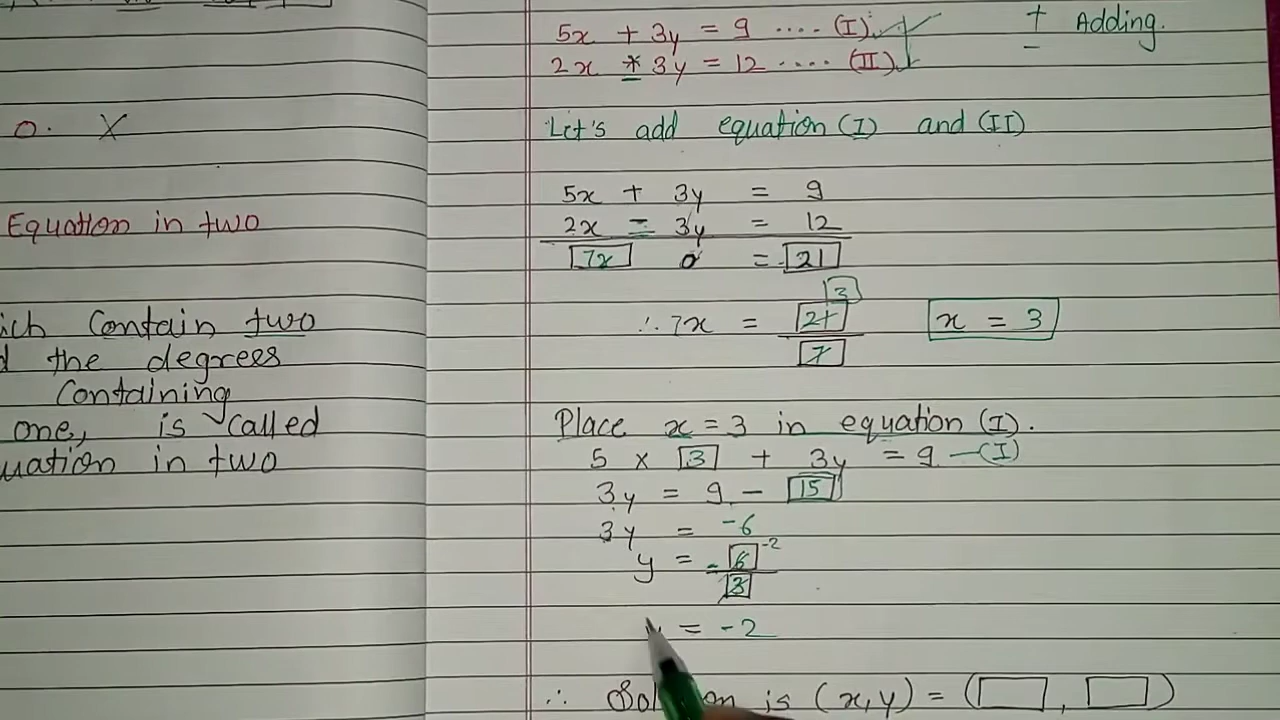 O. X
Equation in two
Contain two
the degrees
Containing
one, is called
in two
5x + 3y = 9 .... (I)
2x 3y = 12 .... (II)
+ Adding.
−
Let's add equation (I) and (II)
5x + 3y = 9
2x − 3y = 12
7x 0 = 21
3
∴ 7x = 21
7
x = 3
Place x = 3 in equation (I).
5 × 3 + 3y = 9 — (I)
3y = 9 − 15
3y = -6
y = -6 -2
3
= -2
∴ is (x,y) = ( , )